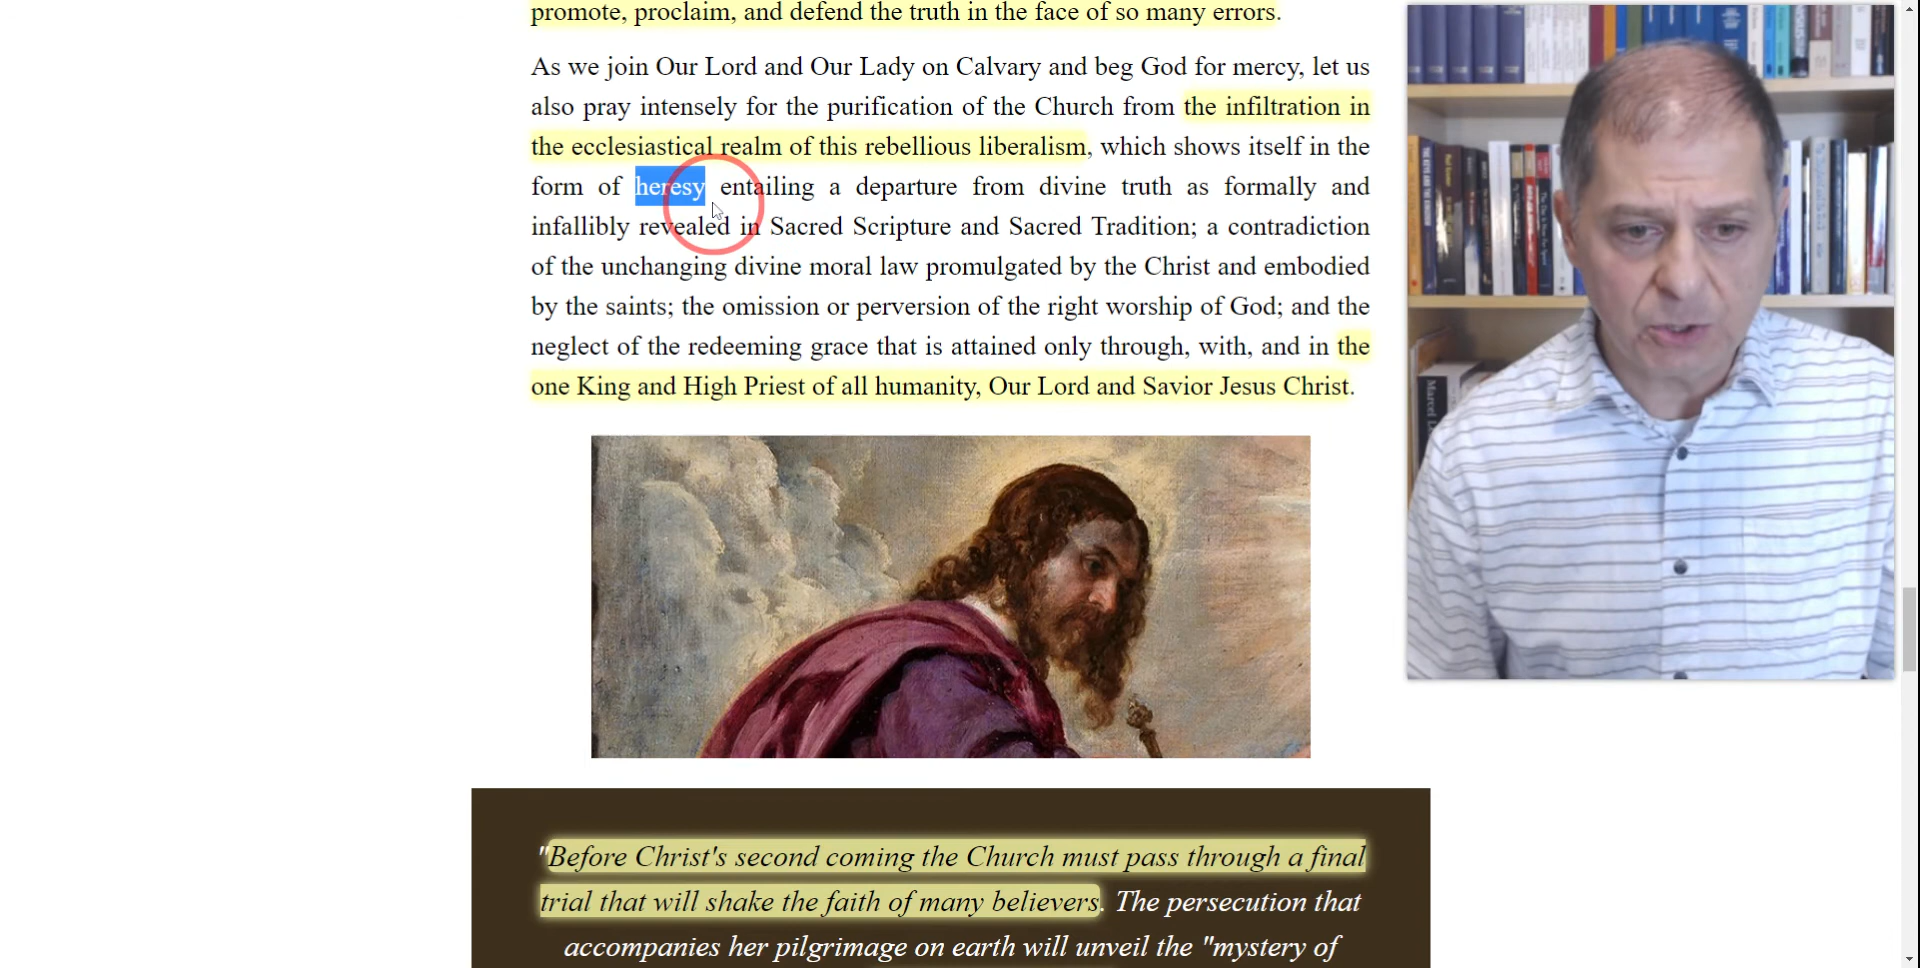 promote, proclaim, and defend the truth in the face of so many errors.
As we join Our Lord and Our Lady on Calvary and beg God for mercy, let us
also pray intensely for the purification of the Church from the infiltration in
the ecclesiastical realm of this rebellious liberalism, which shows itself in the
form of heresy entailing a departure from divine truth as formally and
infallibly revealed in Sacred Scripture and Sacred Tradition; a contradiction
of the unchanging divine moral law promulgated by the Christ and embodied
by the saints; the omission or perversion of the right worship of God; and the
neglect of the redeeming grace that is attained only through, with, and in the
one King and High Priest of all humanity, Our Lord and Savior Jesus Christ.
"Before Christ's second coming the Church must pass through a final
trial that will shake the faith of many believers. The persecution that
accompanies her pilgrimage on earth will unveil the "mystery of
Marcel